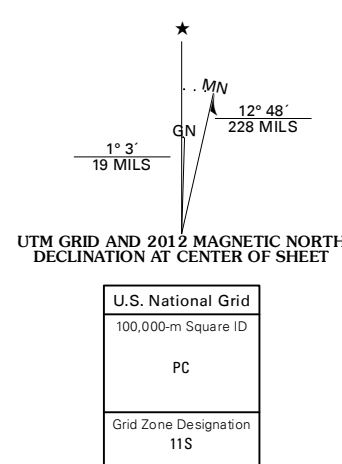 ★
MN
12° 48´
228 MILS
GN
1° 3´
19 MILS
UTM GRID AND 2012 MAGNETIC NORTH
DECLINATION AT CENTER OF SHEET
U.S. National Grid
100,000-m Square ID
PC
Grid Zone Designation
11S